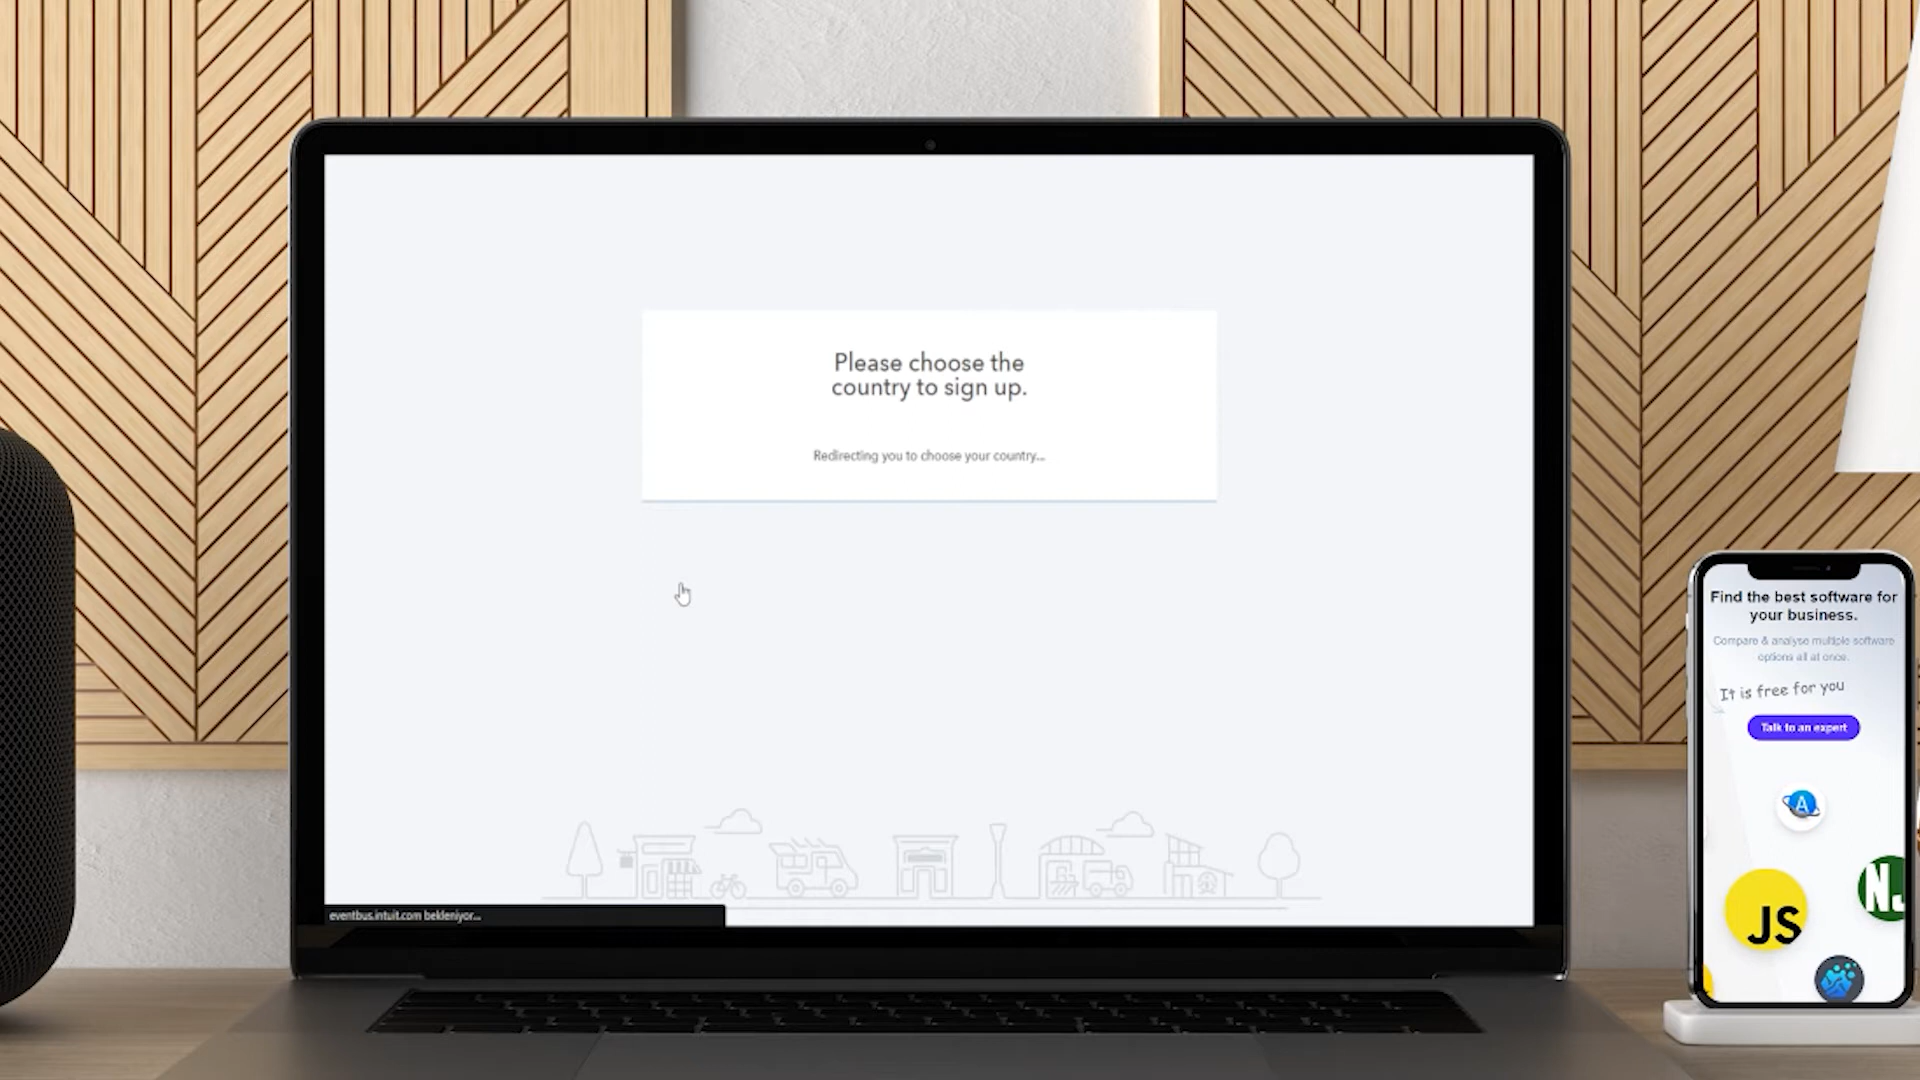 Please choose the
country to sign up.
Redirecting you to choose your country...
eventbus.intuit.com bekleniyor...
Find the best software for
your business.
Compare & analyse multiple software
options all at once.
It is free for you
Talk to an expert
A
JS